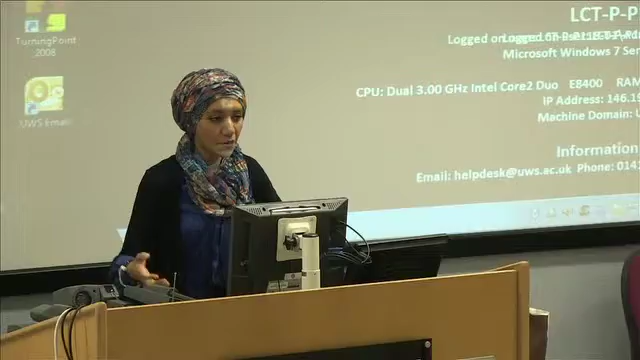 TurningPoint
2008
UWS Email
LCT-P-P
Logged on
Microsoft Windows 7 Ser
CPU: Dual 3.00 GHz Intel Core2 Duo E8400 RAM
IP Address: 146.19
Machine Domain: U
Information
Email: helpdesk@uws.ac.uk Phone: 0141